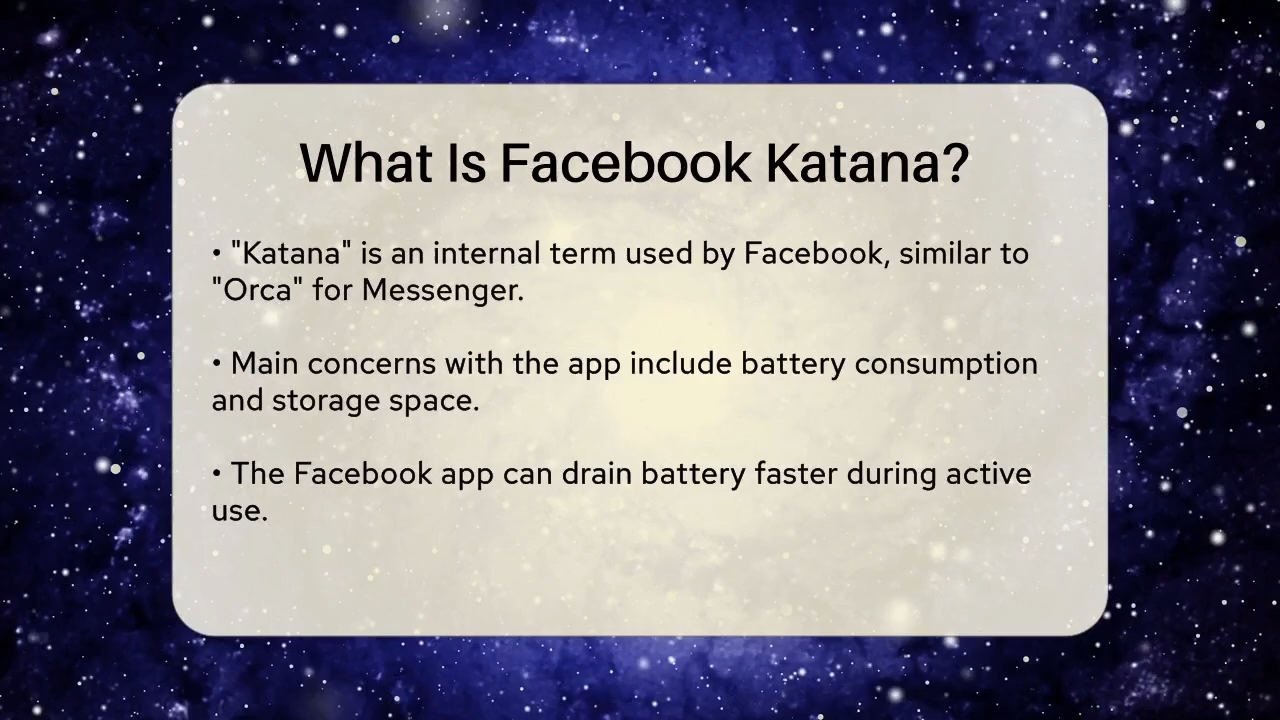 What Is Facebook Katana?
• "Katana" is an internal term used by Facebook, similar to
"Orca" for Messenger.
• Main concerns with the app include battery consumption
and storage space.
• The Facebook app can drain battery faster during active
use.